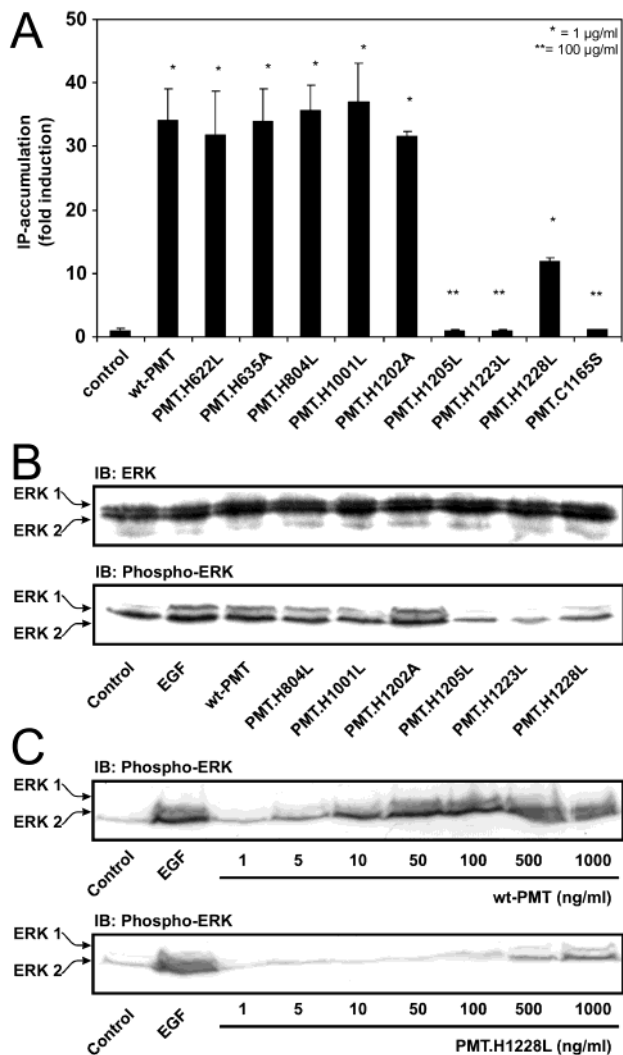 A
* = 1 µg/ml
**= 100 µg/ml
IP-accumulation
(fold induction)
50
40
30
20
10
0
* * * * * * ** ** * **
control
wt-PMT
PMT.H622L
PMT.H635A
PMT.H804L
PMT.H1001L
PMT.H1202A
PMT.H1205L
PMT.H1223L
PMT.H1228L
PMT.C1165S
B
IB: ERK
ERK 1
ERK 2
IB: Phospho-ERK
ERK 1
ERK 2
Control
EGF
wt-PMT
PMT.H804L
PMT.H1001L
PMT.H1202A
PMT.H1205L
PMT.H1223L
PMT.H1228L
C
IB: Phospho-ERK
ERK 1
ERK 2
Control
EGF
1 5 10 50 100 500 1000
wt-PMT (ng/ml)
IB: Phospho-ERK
ERK 1
ERK 2
Control
EGF
1 5 10 50 100 500 1000
PMT.H1228L (ng/ml)